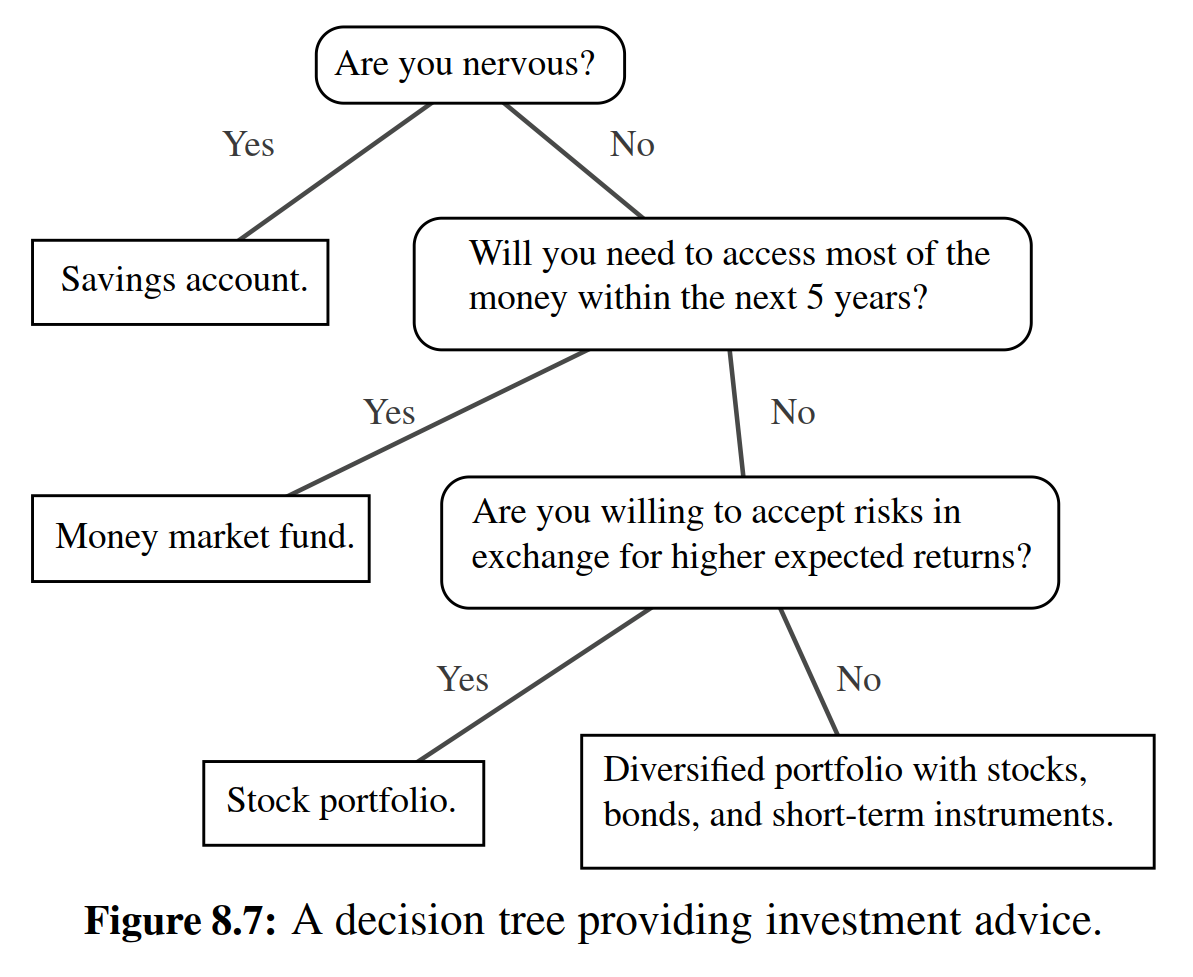 Are you nervous?
Yes
No
Savings account.
Will you need to access most of the
money within the next 5 years?
Yes
No
Money market fund.
Are you willing to accept risks in
exchange for higher expected returns?
Yes
No
Stock portfolio.
Diversified portfolio with stocks,
bonds, and short-term instruments.
Figure 8.7: A decision tree providing investment advice.